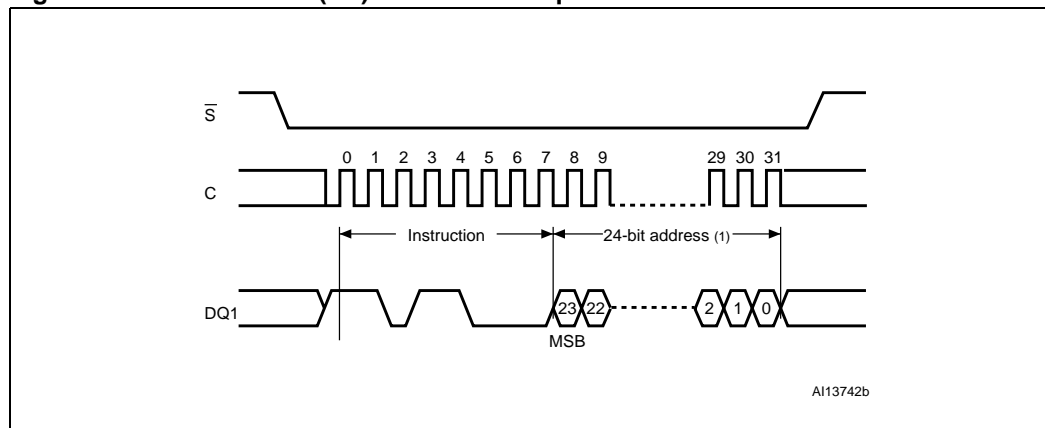 S
0 1 2 3 4 5 6 7 8 9 29 30 31
C
Instruction 24-bit address (1)
DQ1 23 22 2 1 0
MSB
AI13742b